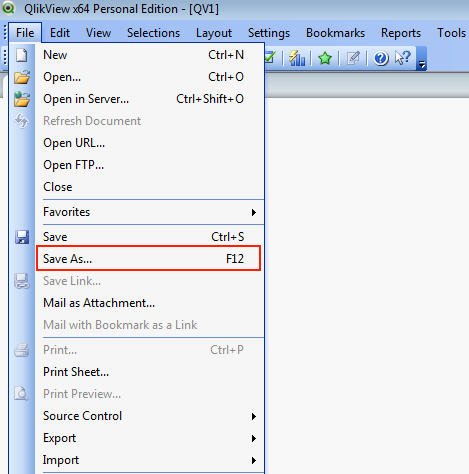 QlikView x64 Personal Edition - [QV1]
File Edit View Selections Layout Settings Bookmarks Reports Tools
New Ctrl+N
Open... Ctrl+O
Open in Server... Ctrl+Shift+O
Refresh Document
Open URL...
Open FTP...
Close
Favorites
Save Ctrl+S
Save As... F12
Save Link...
Mail as Attachment...
Mail with Bookmark as a Link
Print... Ctrl+P
Print Sheet...
Print Preview...
Source Control
Export
Import